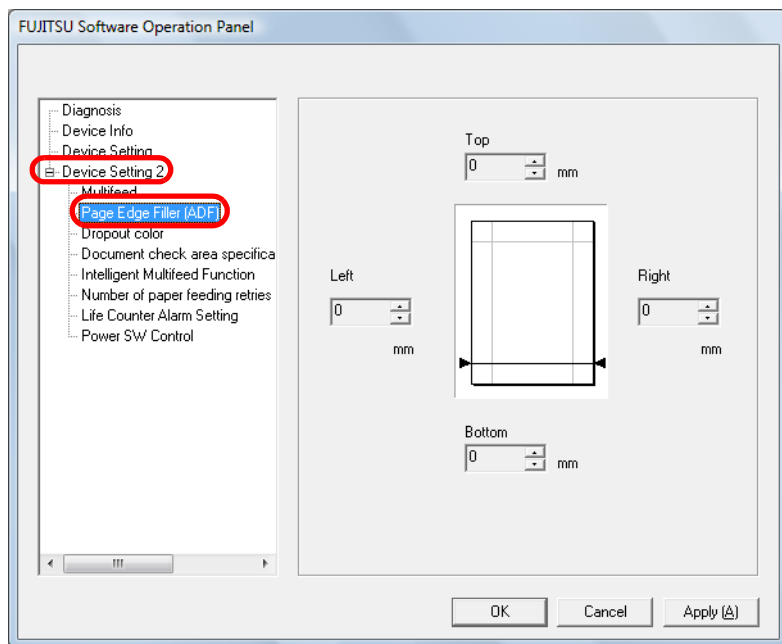 FUJITSU Software Operation Panel
Diagnosis
Device Info
Device Setting
Device Setting 2
Multifeed
Page Edge Filler (ADF)
Dropout color
Document check area specifica
Intelligent Multifeed Function
Number of paper feeding retries
Life Counter Alarm Setting
Power SW Control
Top
0 mm
Left
0
mm
Right
0
mm
Bottom
0 mm
OK Cancel Apply (A)